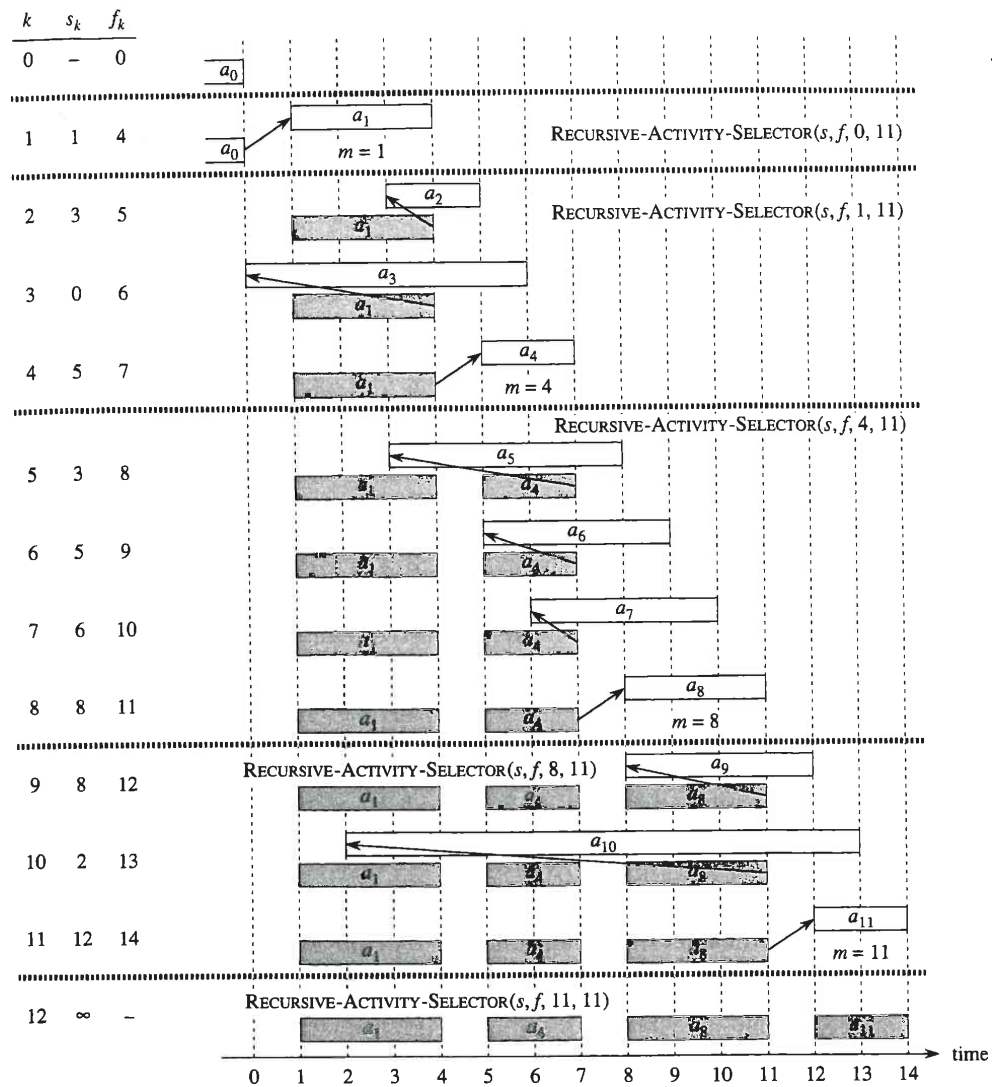 k s_k f_k
0 – 0
a_0
1 1 4
a_1
a_0
m = 1
RECURSIVE-ACTIVITY-SELECTOR(s, f, 0, 11)
2 3 5
a_2
a_1
RECURSIVE-ACTIVITY-SELECTOR(s, f, 1, 11)
3 0 6
a_3
a_1
4 5 7
a_4
a_1
m = 4
RECURSIVE-ACTIVITY-SELECTOR(s, f, 4, 11)
5 3 8
a_5
a_1 a_4
6 5 9
a_6
a_1 a_4
7 6 10
a_7
a_4
8 8 11
a_8
a_1 a_4
m = 8
RECURSIVE-ACTIVITY-SELECTOR(s, f, 8, 11)
9 8 12
a_9
a_1 a_4 a_8
10 2 13
a_10
a_1 a_4 a_8
11 12 14
a_11
a_1 a_4 a_8
m = 11
RECURSIVE-ACTIVITY-SELECTOR(s, f, 11, 11)
12 ∞ –
a_1 a_4 a_8 a_11
time
0 1 2 3 4 5 6 7 8 9 10 11 12 13 14